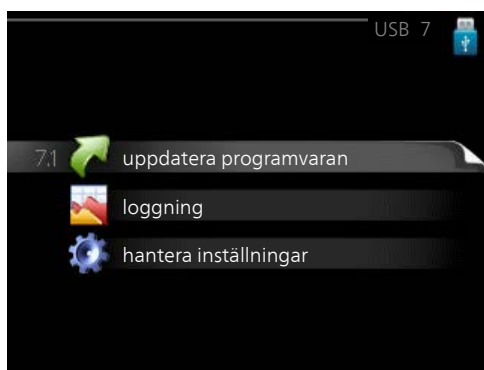 USB 7
7.1 uppdatera programvaran
loggning
hantera inställningar